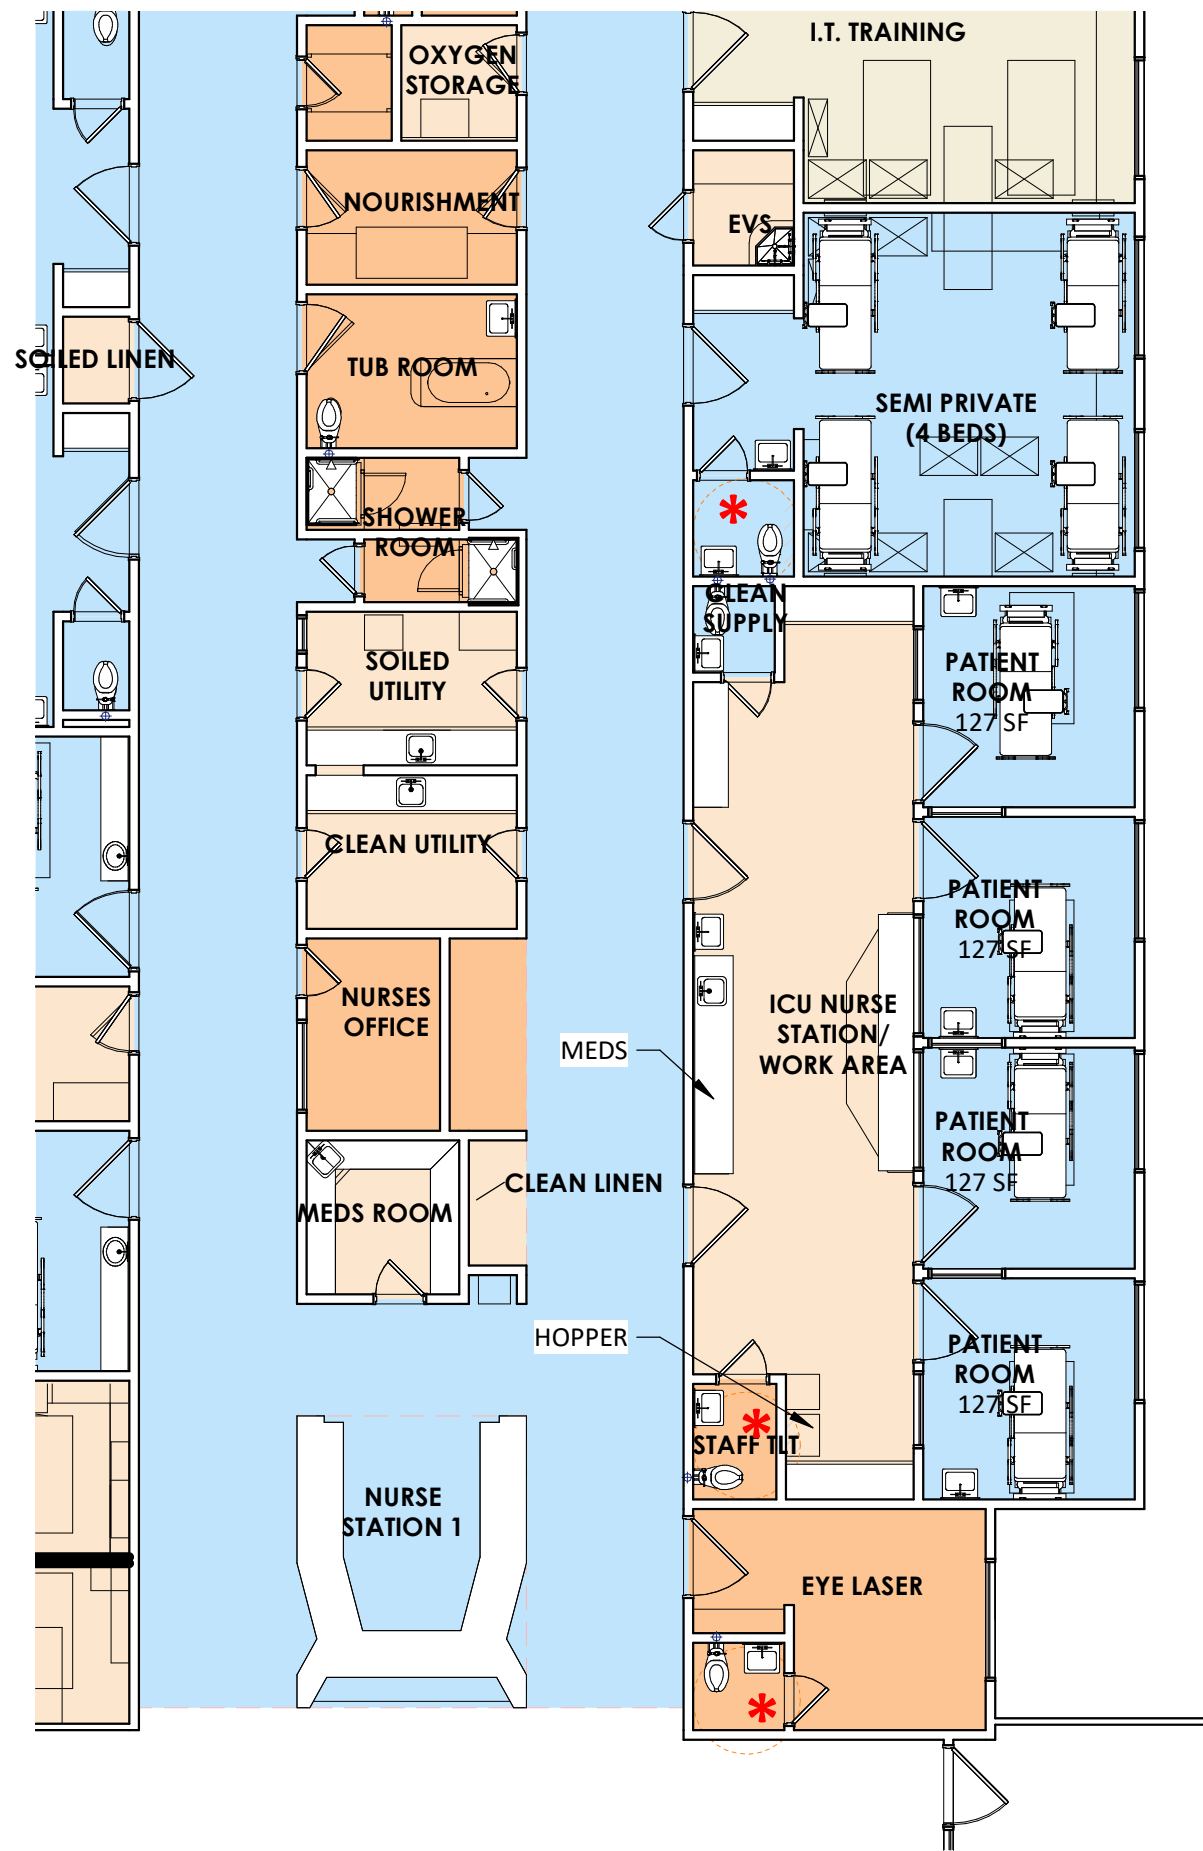 I.T. TRAINING
OXYGEN
STORAGE
NOURISHMENT
EVS
SOILED LINEN
TUB ROOM
SEMI PRIVATE
(4 BEDS)
SHOWER
ROOM
CLEAN
SUPPLY
SOILED
UTILITY
PATIENT
ROOM
127 SF
CLEAN UTILITY
PATIENT
ROOM
127 SF
NURSES
OFFICE
ICU NURSE
STATION/
WORK AREA
MEDS
PATIENT
ROOM
127 SF
CLEAN LINEN
MEDS ROOM
HOPPER
PATIENT
ROOM
127 SF
STAFF TLT
NURSE
STATION 1
EYE LASER